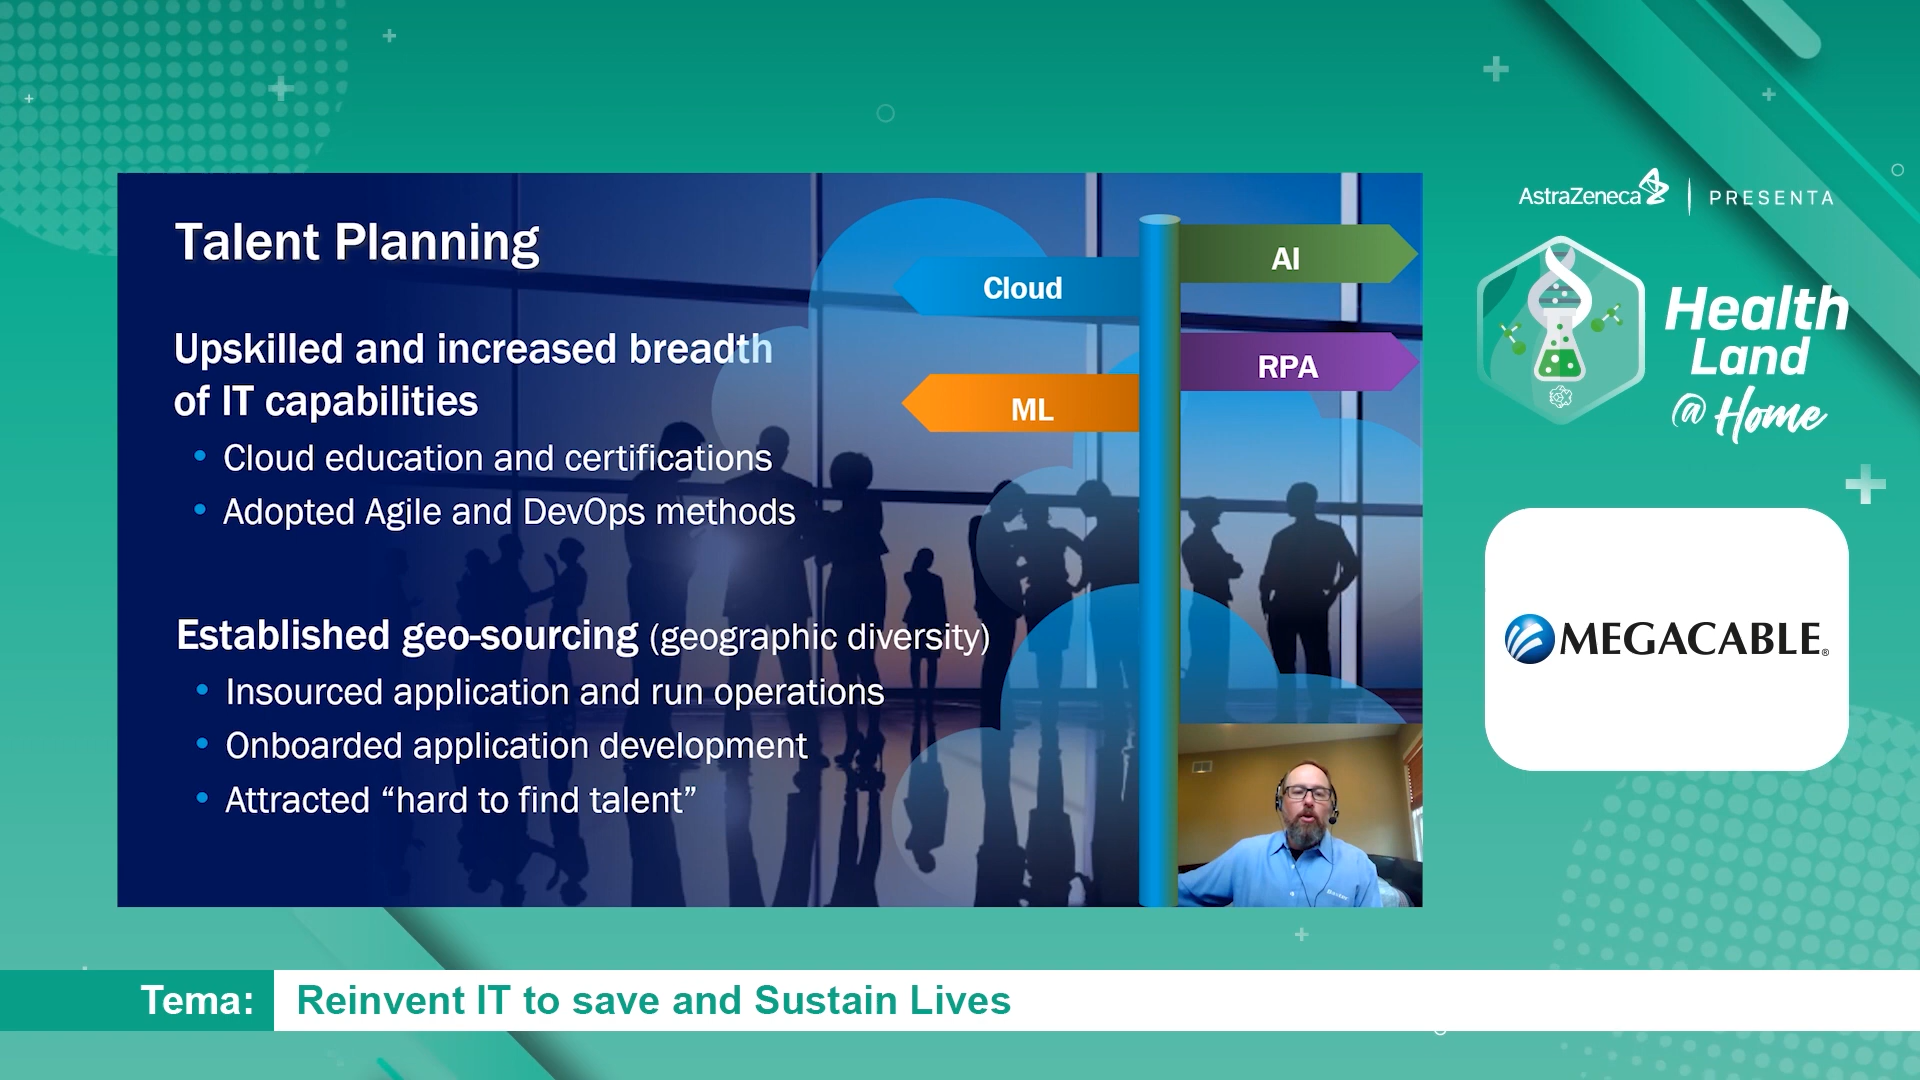 AstraZeneca | PRESENTA
Health
Land
@ Home
Talent Planning
Upskilled and increased breadth
of IT capabilities
• Cloud education and certifications
• Adopted Agile and DevOps methods
Established geo-sourcing (geographic diversity)
• Insourced application and run operations
• Onboarded application development
• Attracted “hard to find talent”
AI
Cloud
RPA
ML
Baxter
MEGACABLE®
Tema: Reinvent IT to save and Sustain Lives